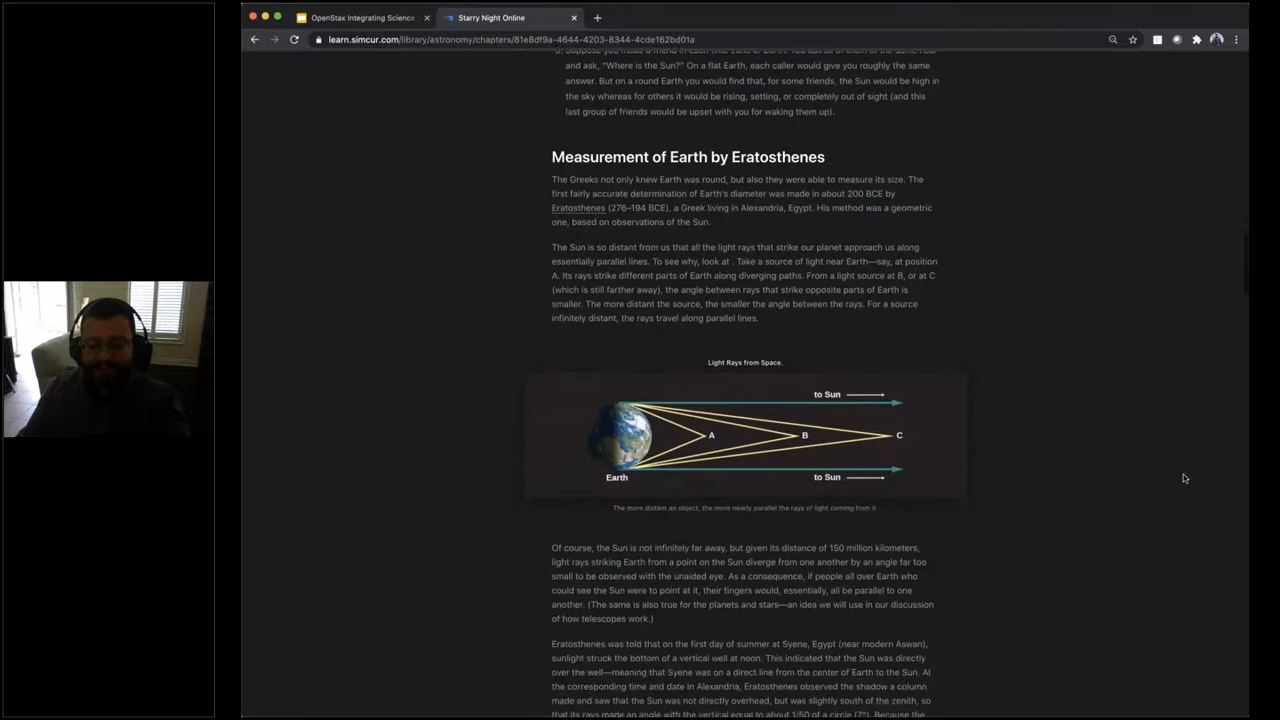 OpenStax Integrating Science
Starry Night Online
learn.simcur.com/library/astronomy/chapters/81e8df9a-4644-4203-8344-4cde162bd01a
and ask, “Where is the Sun?” On a flat Earth, each caller would give you roughly the same
answer. But on a round Earth you would find that, for some friends, the Sun would be high in
the sky whereas for others it would be rising, setting, or completely out of sight (and this
last group of friends would be upset with you for waking them up).
Measurement of Earth by Eratosthenes
The Greeks not only knew Earth was round, but also they were able to measure its size. The
first fairly accurate determination of Earth's diameter was made in about 200 BCE by
Eratosthenes (276–194 BCE), a Greek living in Alexandria, Egypt. His method was a geometric
one, based on observations of the Sun.
The Sun is so distant from us that all the light rays that strike our planet approach us along
essentially parallel lines. To see why, look at . Take a source of light near Earth—say, at position
A. Its rays strike different parts of Earth along diverging paths. From a light source at B, or at C
(which is still farther away), the angle between rays that strike opposite parts of Earth is
smaller. The more distant the source, the smaller the angle between the rays. For a source
infinitely distant, the rays travel along parallel lines.
Light Rays from Space.
to Sun
A
B
C
Earth
to Sun
The more distant an object, the more nearly parallel the rays of light coming from it.
Of course, the Sun is not infinitely far away, but given its distance of 150 million kilometers,
light rays striking Earth from a point on the Sun diverge from one another by an angle far too
small to be observed with the unaided eye. As a consequence, if people all over Earth who
could see the Sun were to point at it, their fingers would, essentially, all be parallel to one
another. (The same is also true for the planets and stars—an idea we will use in our discussion
of how telescopes work.)
Eratosthenes was told that on the first day of summer at Syene, Egypt (near modern Aswan),
sunlight struck the bottom of a vertical well at noon. This indicated that the Sun was directly
over the well—meaning that Syene was on a direct line from the center of Earth to the Sun. At
the corresponding time and date in Alexandria, Eratosthenes observed the shadow a column
made and saw that the Sun was not directly overhead, but was slightly south of the zenith, so
that its rays made an angle with the vertical equal to about 1/50 of a circle (7°). Because the